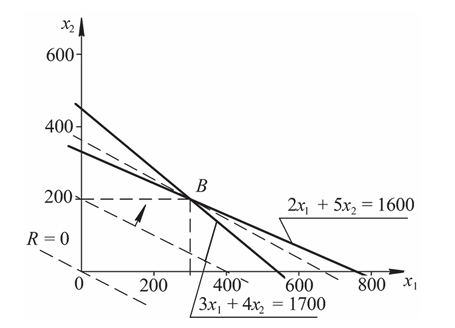 x₂
600
400
200
B
2x₁ + 5x₂ = 1600
R = 0
0
200
400
600
800
x₁
3x₁ + 4x₂ = 1700